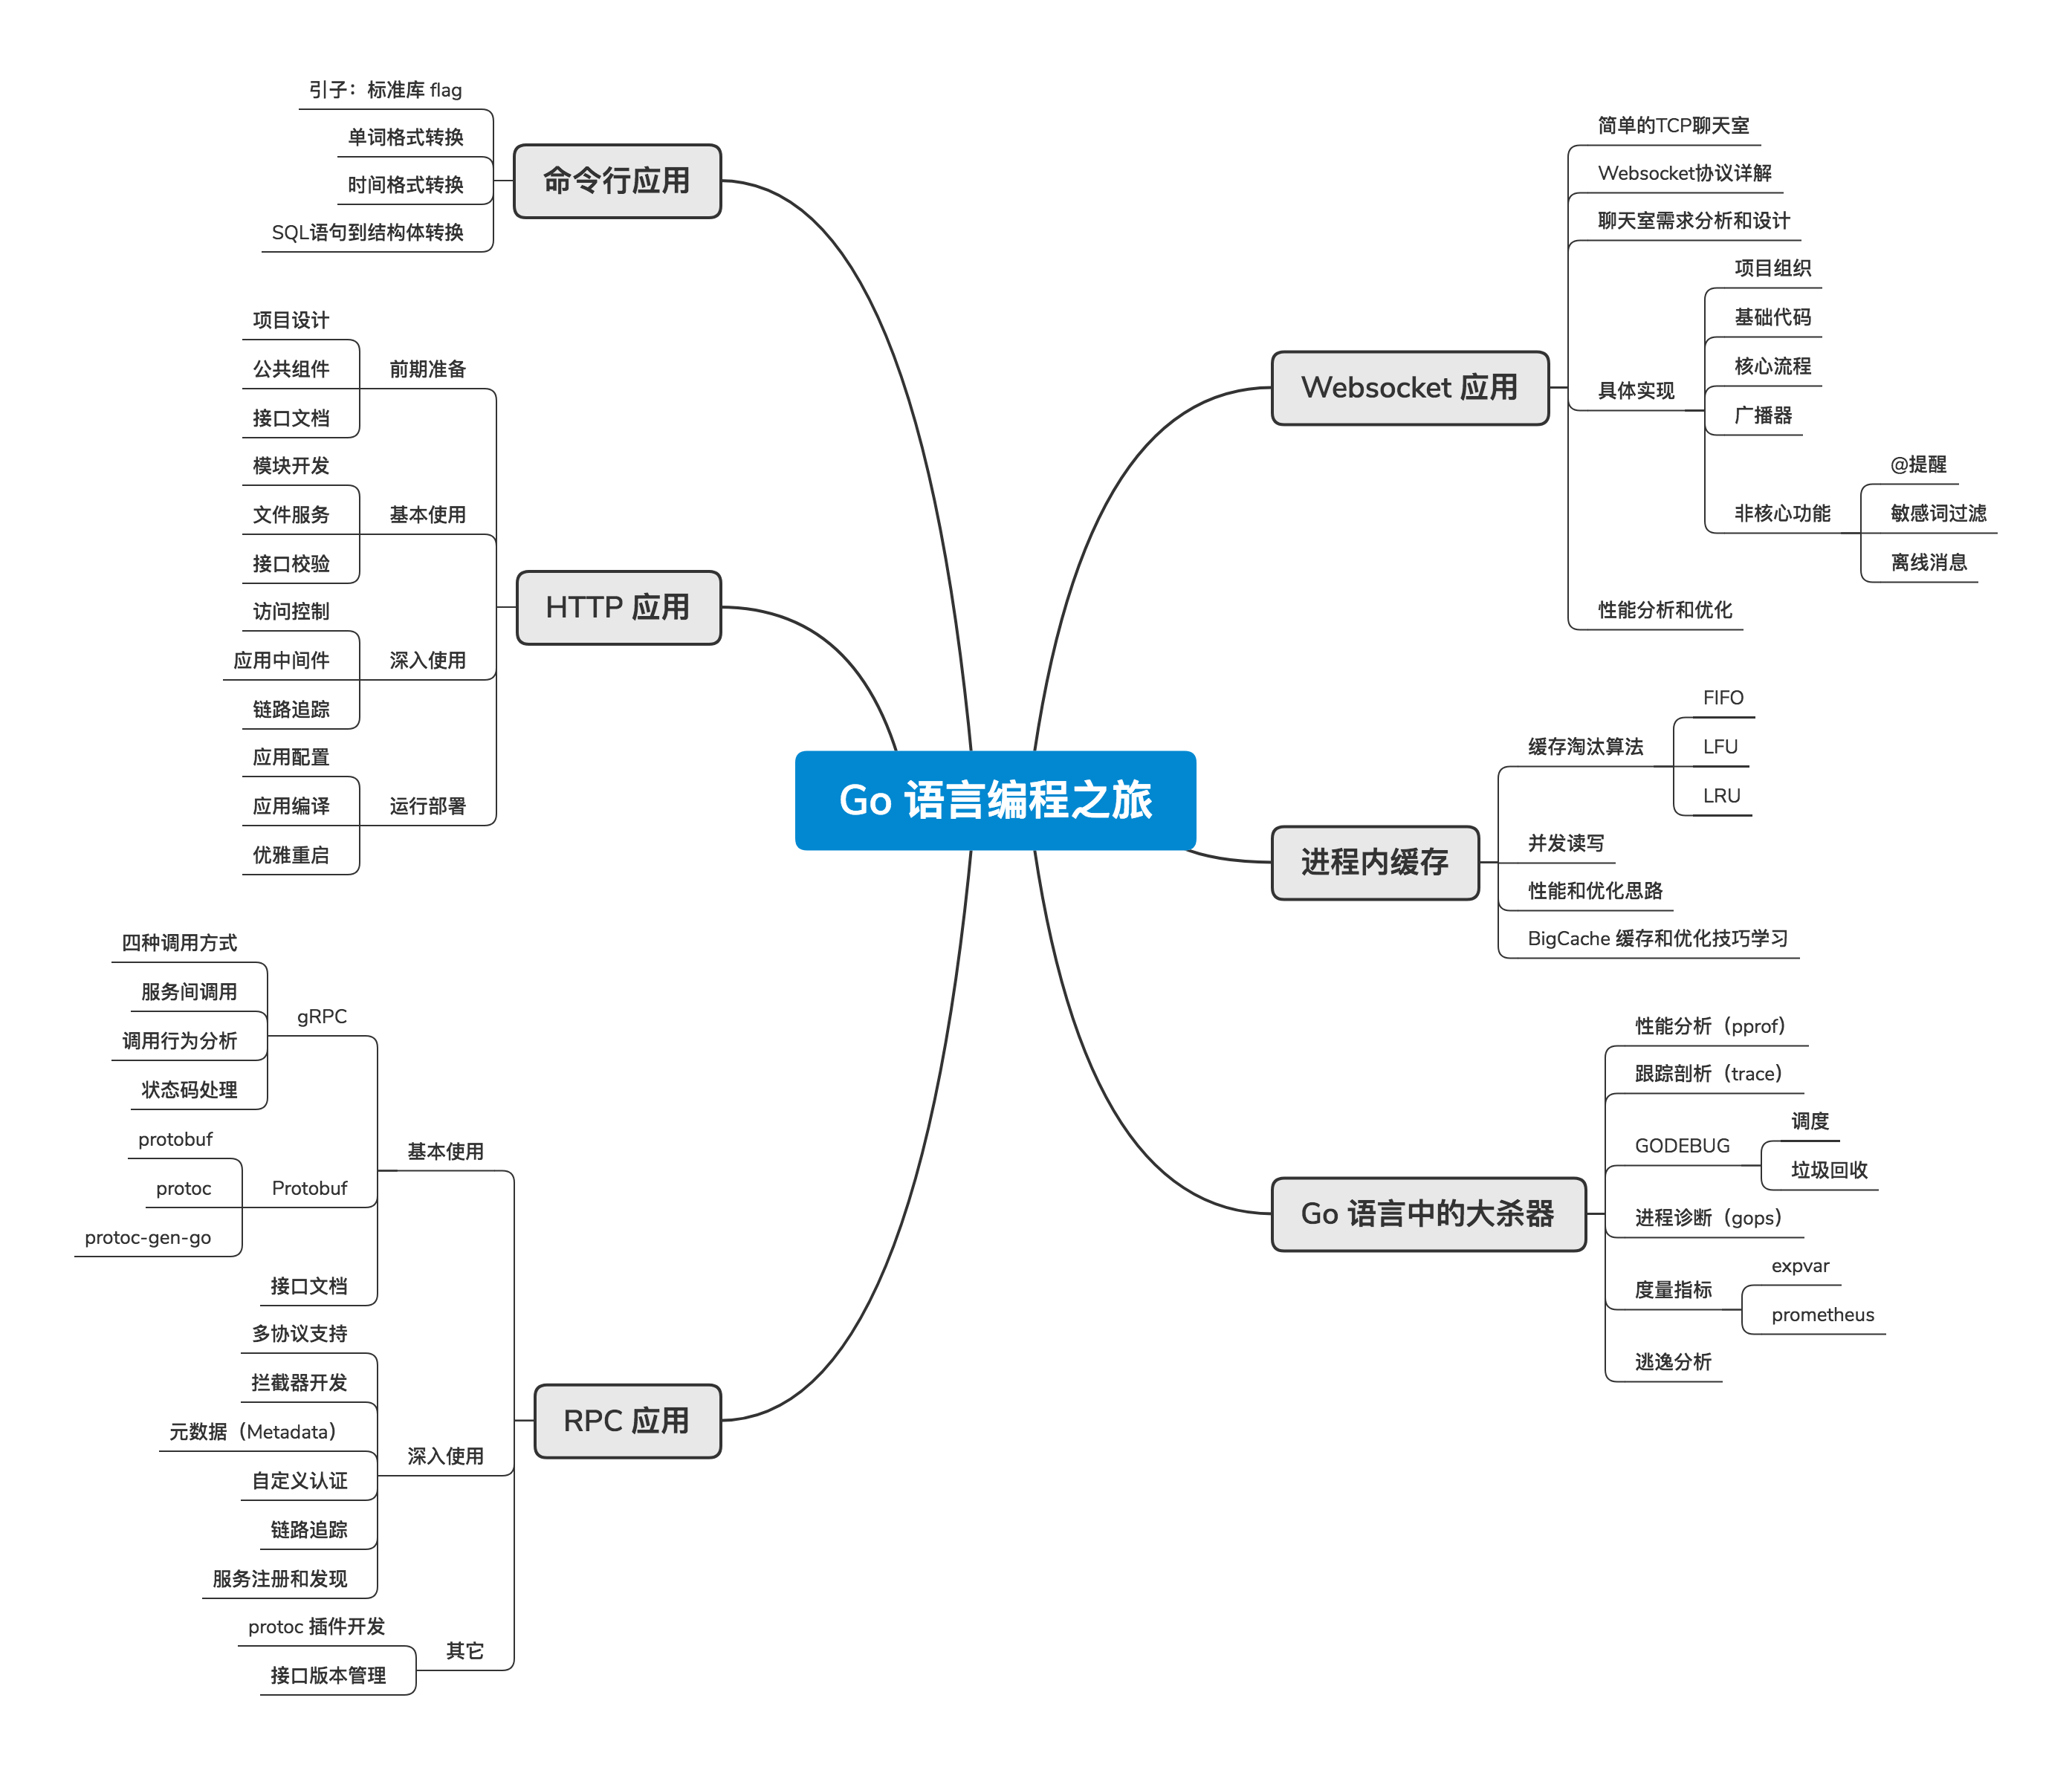 Go 语言编程之旅
命令行应用
引子：标准库 flag
单词格式转换
时间格式转换
SQL语句到结构体转换
HTTP 应用
前期准备
项目设计
公共组件
接口文档
基本使用
模块开发
文件服务
接口校验
深入使用
访问控制
应用中间件
链路追踪
运行部署
应用配置
应用编译
优雅重启
RPC 应用
基本使用
gRPC
四种调用方式
服务间调用
调用行为分析
状态码处理
Protobuf
protobuf
protoc
protoc-gen-go
接口文档
深入使用
多协议支持
拦截器开发
元数据（Metadata）
自定义认证
链路追踪
服务注册和发现
其它
protoc 插件开发
接口版本管理
Websocket 应用
简单的TCP聊天室
Websocket协议详解
聊天室需求分析和设计
具体实现
项目组织
基础代码
核心流程
广播器
非核心功能
@提醒
敏感词过滤
离线消息
性能分析和优化
进程内缓存
缓存淘汰算法
FIFO
LFU
LRU
并发读写
性能和优化思路
BigCache 缓存和优化技巧学习
Go 语言中的大杀器
性能分析（pprof）
跟踪剖析（trace）
GODEBUG
调度
垃圾回收
进程诊断（gops）
度量指标
expvar
prometheus
逃逸分析